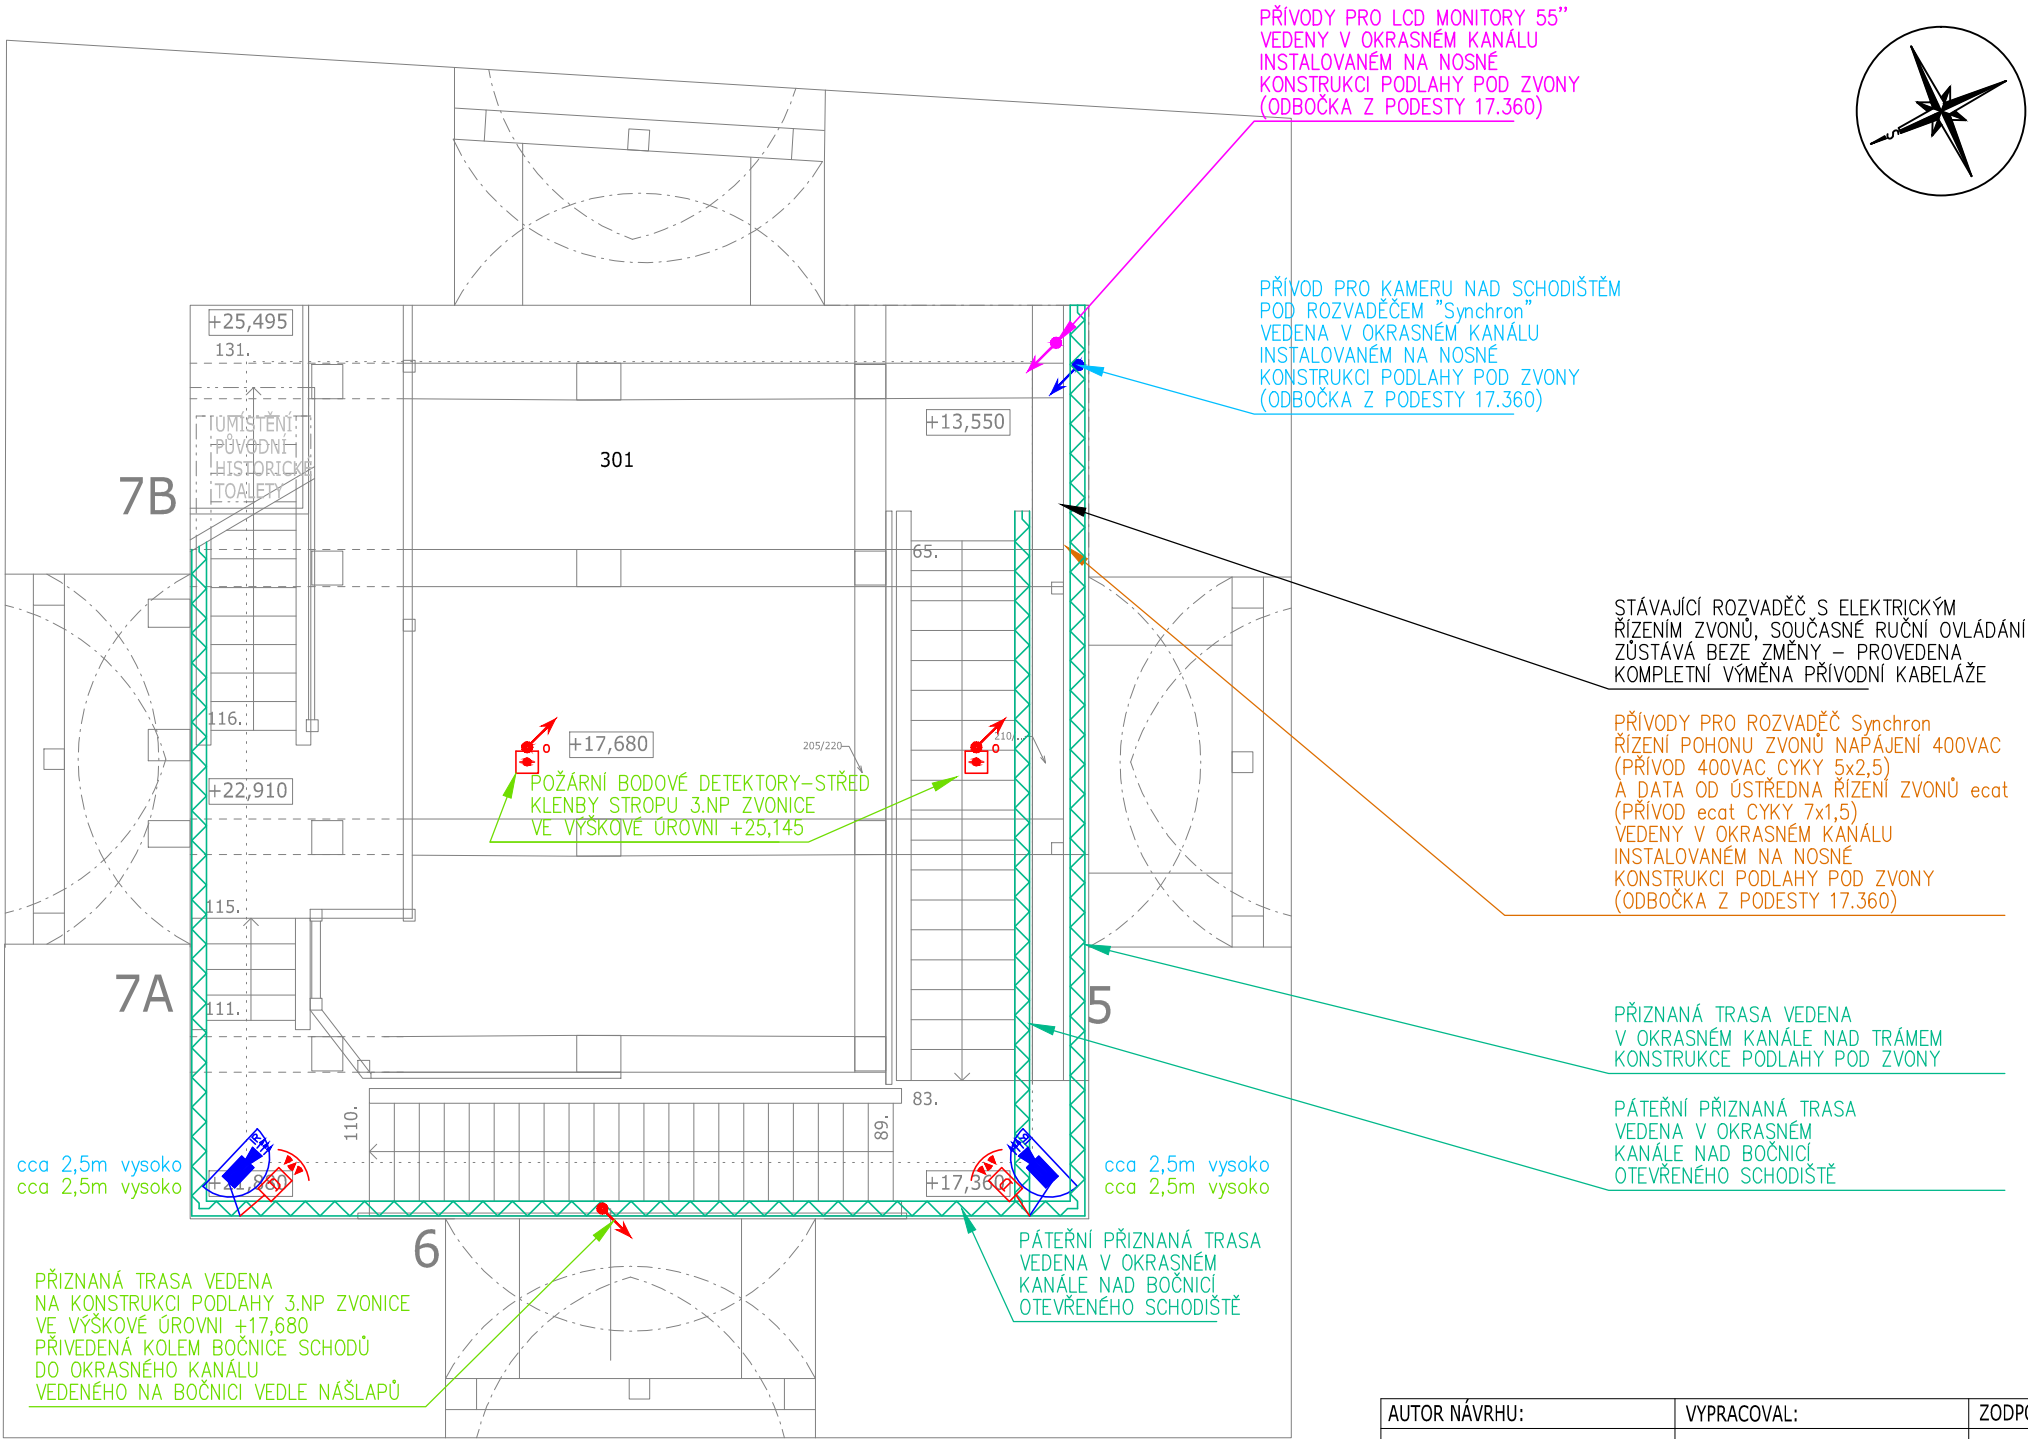 PŘÍVODY PRO LCD MONITORY 55”
VEDENY V OKRASNÉM KANÁLU
INSTALOVANÉM NA NOSNÉ
KONSTRUKCI PODLAHY POD ZVONY
(ODBOČKA Z PODESTY 17.360)
S
PŘÍVOD PRO KAMERU NAD SCHODIŠTĚM
POD ROZVADĚČEM ”Synchron”
VEDENA V OKRASNÉM KANÁLU
INSTALOVANÉM NA NOSNÉ
KONSTRUKCI PODLAHY POD ZVONY
(ODBOČKA Z PODESTY 17.360)
+25,495
131.
+13,550
UMÍSTĚNÍ
PŮVODNÍ
HISTORICKÉ
TOALETY
7B
301
65.
STÁVAJÍCÍ ROZVADĚČ S ELEKTRICKÝM
ŘÍZENÍM ZVONŮ, SOUČASNÉ RUČNÍ OVLÁDÁNÍ
ZŮSTÁVÁ BEZE ZMĚNY – PROVEDENA
KOMPLETNÍ VÝMĚNA PŘÍVODNÍ KABELÁŽE
116.
O
+17,680
205/220
O
PŘÍVODY PRO ROZVADĚČ Synchron
ŘÍZENÍ POHONU ZVONŮ NAPÁJENÍ 400VAC
(PŘÍVOD 400VAC CYKY 5x2,5)
A DATA OD ÚSTŘEDNA ŘÍZENÍ ZVONŮ ecat
(PŘÍVOD ecat CYKY 7x1,5)
VEDENY V OKRASNÉM KANÁLU
INSTALOVANÉM NA NOSNÉ
KONSTRUKCI PODLAHY POD ZVONY
(ODBOČKA Z PODESTY 17.360)
+22,910
POŽÁRNÍ BODOVÉ DETEKTORY–STŘED
KLENBY STROPU 3.NP ZVONICE
VE VÝŠKOVÉ ÚROVNI +25,145
115.
7A
111.
5
PŘIZNANÁ TRASA VEDENA
V OKRASNÉM KANÁLE NAD TRÁMEM
KONSTRUKCE PODLAHY POD ZVONY
83.
110.
89.
PÁTEŘNÍ PŘIZNANÁ TRASA
VEDENA V OKRASNÉM
KANÁLE NAD BOČNICÍ
OTEVŘENÉHO SCHODIŠTĚ
cca 2,5m vysoko
cca 2,5m vysoko
+21,880
D
+17,360
D
cca 2,5m vysoko
cca 2,5m vysoko
6
PÁTEŘNÍ PŘIZNANÁ TRASA
VEDENA V OKRASNÉM
KANÁLE NAD BOČNICÍ
OTEVŘENÉHO SCHODIŠTĚ
PŘIZNANÁ TRASA VEDENA
NA KONSTRUKCI PODLAHY 3.NP ZVONICE
VE VÝŠKOVÉ ÚROVNI +17,680
PŘIVEDENÁ KOLEM BOČNICE SCHODŮ
DO OKRASNÉHO KANÁLU
VEDENÉHO NA BOČNICI VEDLE NÁŠLAPŮ
AUTOR NÁVRHU:
VYPRACOVAL: